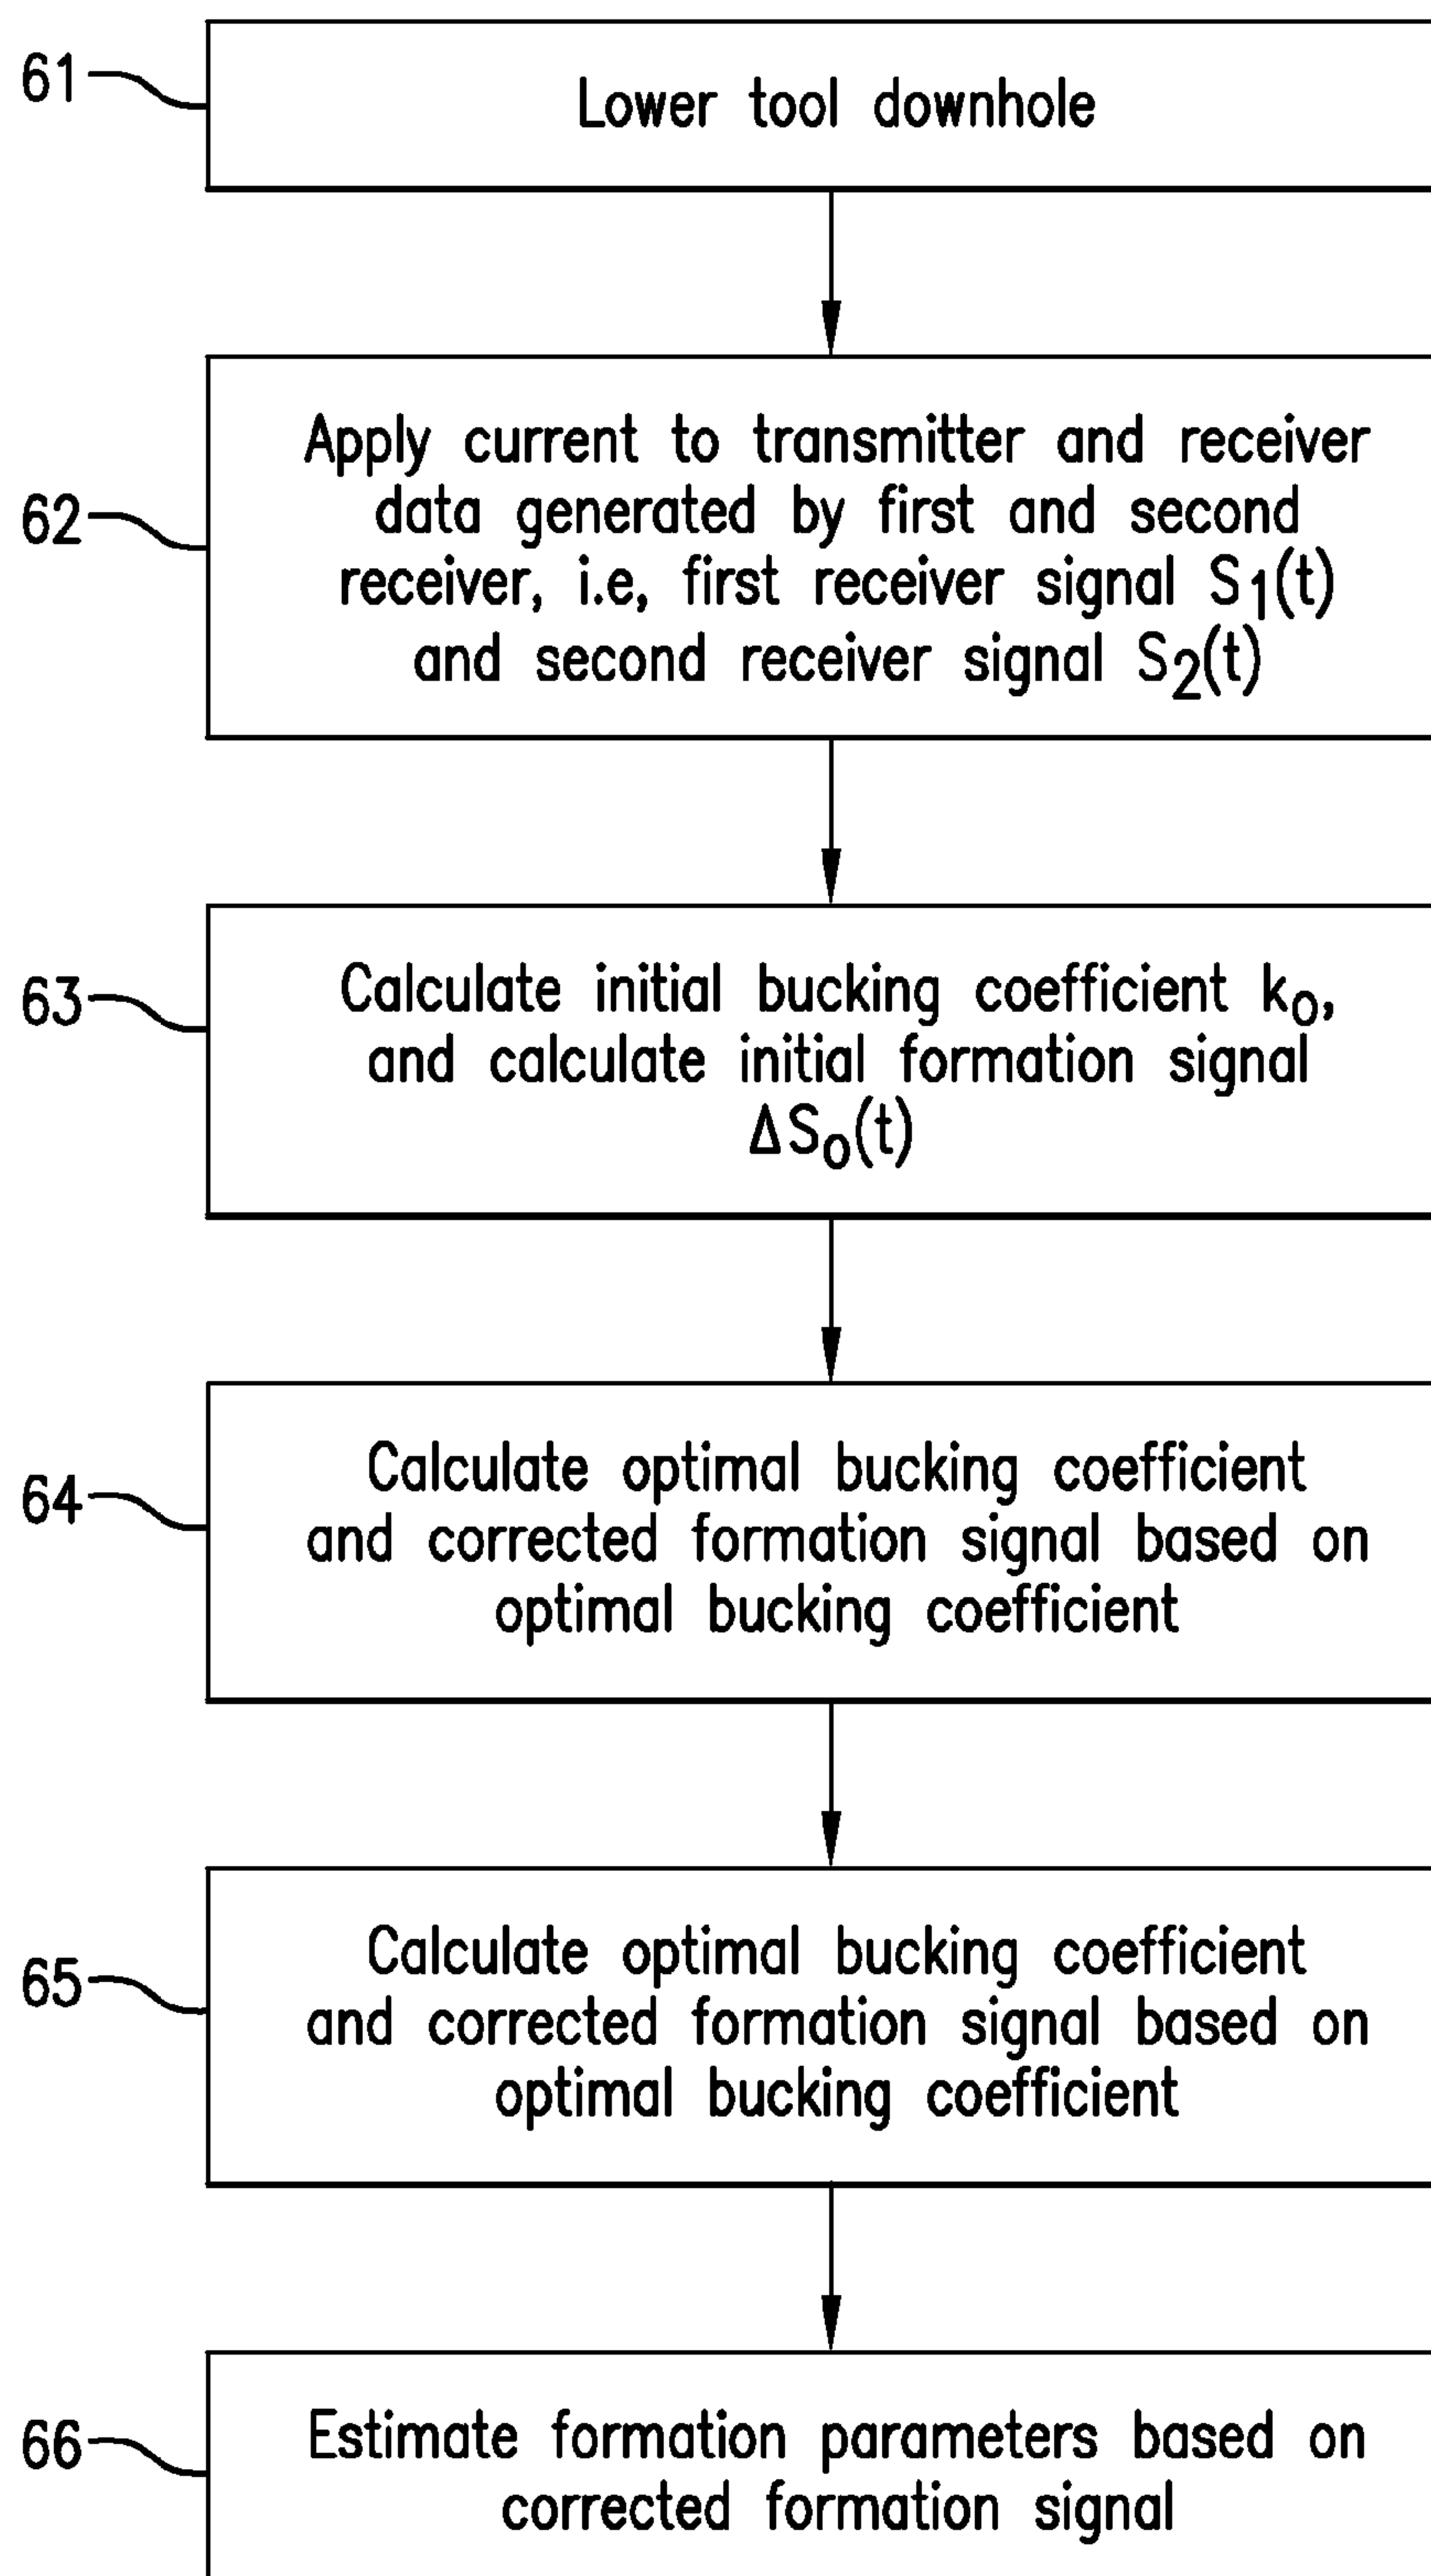 61
Lower tool downhole
62
Apply current to transmitter and receiver
data generated by first and second
receiver, i.e, first receiver signal S1(t)
and second receiver signal S2(t)
63
Calculate initial bucking coefficient k0,
and calculate initial formation signal
ΔS0(t)
64
Calculate optimal bucking coefficient
and corrected formation signal based on
optimal bucking coefficient
65
Calculate optimal bucking coefficient
and corrected formation signal based on
optimal bucking coefficient
66
Estimate formation parameters based on
corrected formation signal